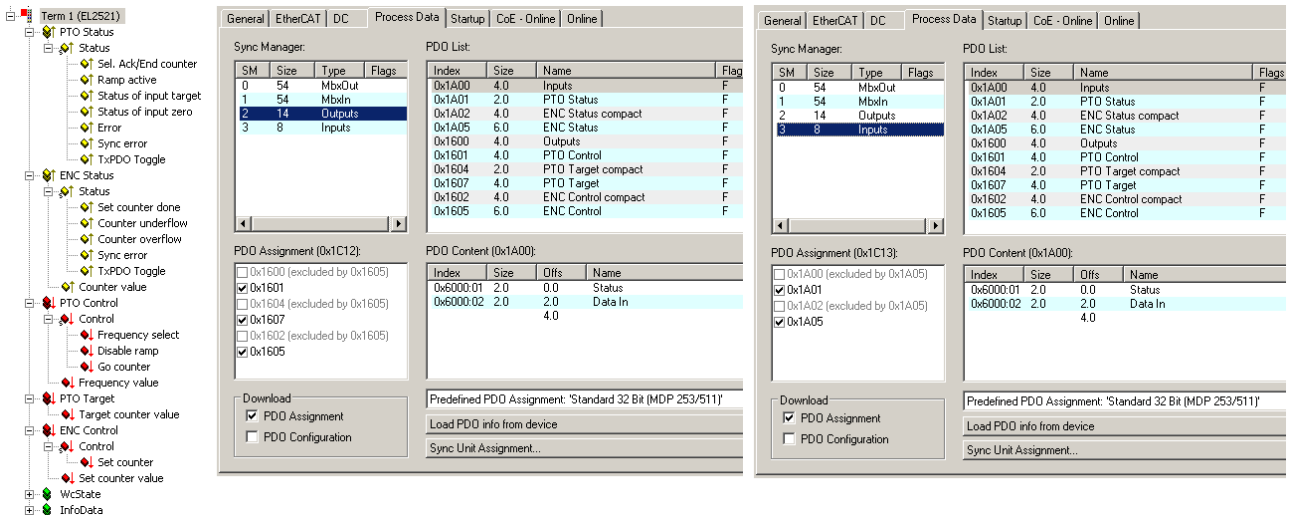 Term 1 (EL2521)
PTO Status
Status
Sel. Ack/End counter
Ramp active
Status of input target
Status of input zero
Error
Sync error
TxPDO Toggle
ENC Status
Status
Set counter done
Counter underflow
Counter overflow
Sync error
TxPDO Toggle
Counter value
PTO Control
Control
Frequency select
Disable ramp
Go counter
Frequency value
PTO Target
Target counter value
ENC Control
Control
Set counter
Set counter value
WcState
InfoData
General EtherCAT DC Process Data Startup CoE - Online Online
Sync Manager:
SM Size Type Flags
0 54 MbxOut
1 54 MbxIn
2 14 Outputs
3 8 Inputs
PDO List:
Index Size Name Flag
0x1A00 4.0 Inputs F
0x1A01 2.0 PTO Status F
0x1A02 4.0 ENC Status compact F
0x1A05 6.0 ENC Status F
0x1600 4.0 Outputs F
0x1601 4.0 PTO Control F
0x1604 2.0 PTO Target compact F
0x1607 4.0 PTO Target F
0x1602 4.0 ENC Control compact F
0x1605 6.0 ENC Control F
PDO Assignment (0x1C12):
0x1600 (excluded by 0x1605)
0x1601
0x1604 (excluded by 0x1605)
0x1607
0x1602 (excluded by 0x1605)
0x1605
PDO Content (0x1A00):
Index Size Offs Name
0x6000:01 2.0 0.0 Status
0x6000:02 2.0 2.0 Data In
4.0
Download
PDO Assignment
PDO Configuration
Predefined PDO Assignment: 'Standard 32 Bit (MDP 253/511)'
Load PDO info from device
Sync Unit Assignment...
General EtherCAT DC Process Data Startup CoE - Online Online
Sync Manager:
SM Size Type Flags
0 54 MbxOut
1 54 MbxIn
2 14 Outputs
3 8 Inputs
PDO List:
Index Size Name Flags
0x1A00 4.0 Inputs F
0x1A01 2.0 PTO Status F
0x1A02 4.0 ENC Status compact F
0x1A05 6.0 ENC Status F
0x1600 4.0 Outputs F
0x1601 4.0 PTO Control F
0x1604 2.0 PTO Target compact F
0x1607 4.0 PTO Target F
0x1602 4.0 ENC Control compact F
0x1605 6.0 ENC Control F
PDO Assignment (0x1C13):
0x1A00 (excluded by 0x1A05)
0x1A01
0x1A02 (excluded by 0x1A05)
0x1A05
PDO Content (0x1A00):
Index Size Offs Name
0x6000:01 2.0 0.0 Status
0x6000:02 2.0 2.0 Data In
4.0
Download
PDO Assignment
PDO Configuration
Predefined PDO Assignment: 'Standard 32 Bit (MDP 253/511)'
Load PDO info from device
Sync Unit Assignment...